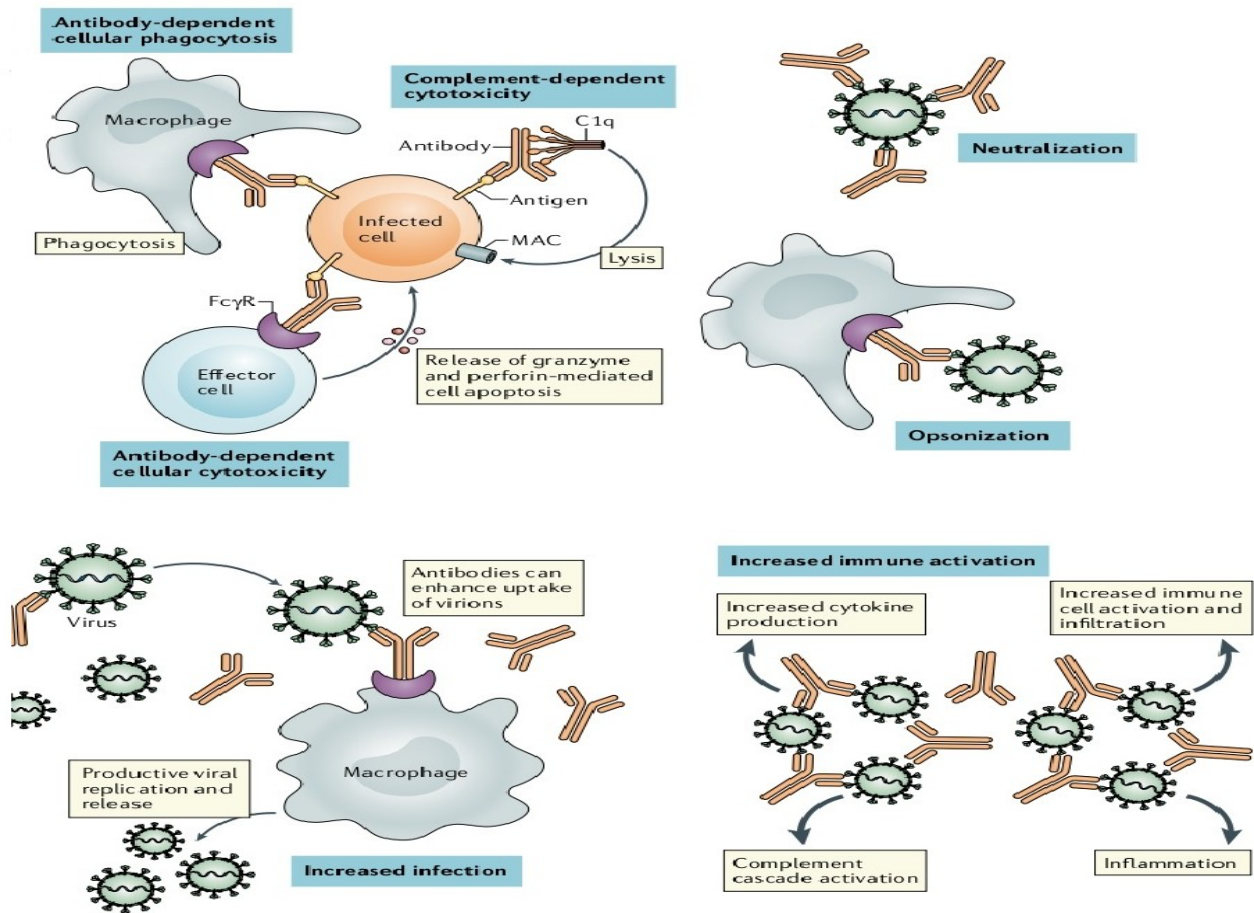 Antibody-dependent
cellular phagocytosis
Macrophage
Phagocytosis
Complement-dependent
cytotoxicity
C1q
Antibody
Antigen
Infected
cell
MAC
Lysis
FcγR
Effector
cell
Release of granzyme
and perforin-mediated
cell apoptosis
Antibody-dependent
cellular cytotoxicity
Neutralization
Opsonization
Virus
Antibodies can
enhance uptake
of virions
Macrophage
Productive viral
replication and
release
Increased infection
Increased immune activation
Increased cytokine
production
Increased immune
cell activation and
infiltration
Complement
cascade activation
Inflammation